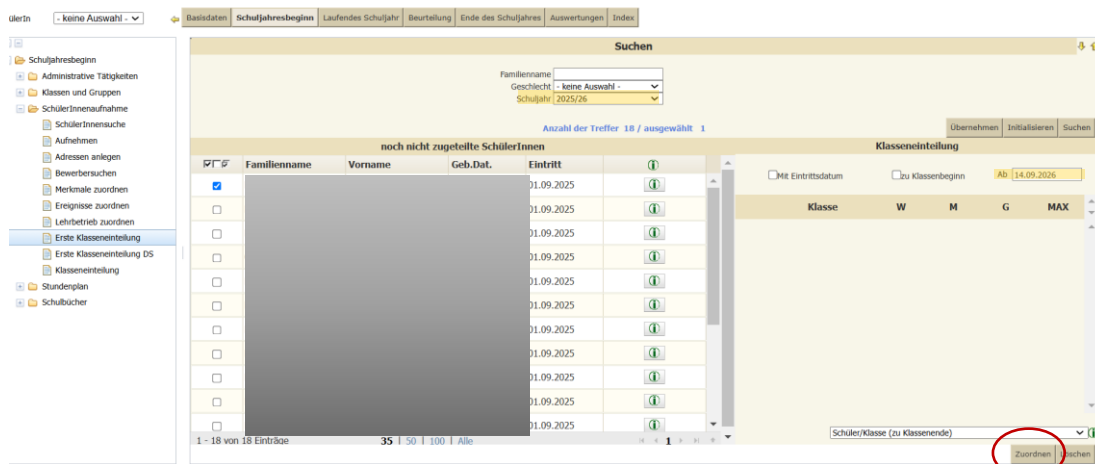 ülerIn - keine Auswahl - Basisdaten Schuljahresbeginn Laufendes Schuljahr Beurteilung Ende des Schuljahres Auswertungen Index
Schuljahresbeginn
Administrative Tätigkeiten
Klassen und Gruppen
SchülerInnenaufnahme
SchülerInnensuche
Aufnehmen
Adressen anlegen
Bewerbersuchen
Merkmale zuordnen
Ereignisse zuordnen
Lehrbetrieb zuordnen
Erste Klasseneinteilung
Erste Klasseneinteilung DS
Klasseneinteilung
Stundenplan
Schulbücher
Suchen
Familienname
Geschlecht - keine Auswahl -
Schuljahr 2025/26
Anzahl der Treffer 18 / ausgewählt 1
Übernehmen Initialisieren Suchen
noch nicht zugeteilte SchülerInnen
Familienname Vorname Geb.Dat. Eintritt
01.09.2025
01.09.2025
01.09.2025
01.09.2025
01.09.2025
01.09.2025
01.09.2025
01.09.2025
01.09.2025
01.09.2025
01.09.2025
1 - 18 von 18 Einträge 35 | 50 | 100 | Alle 1
Klasseneinteilung
Mit Eintrittsdatum zu Klassenbeginn Ab 14.09.2026
Klasse W M G MAX
Schüler/Klasse (zu Klassenende)
Zuordnen Löschen